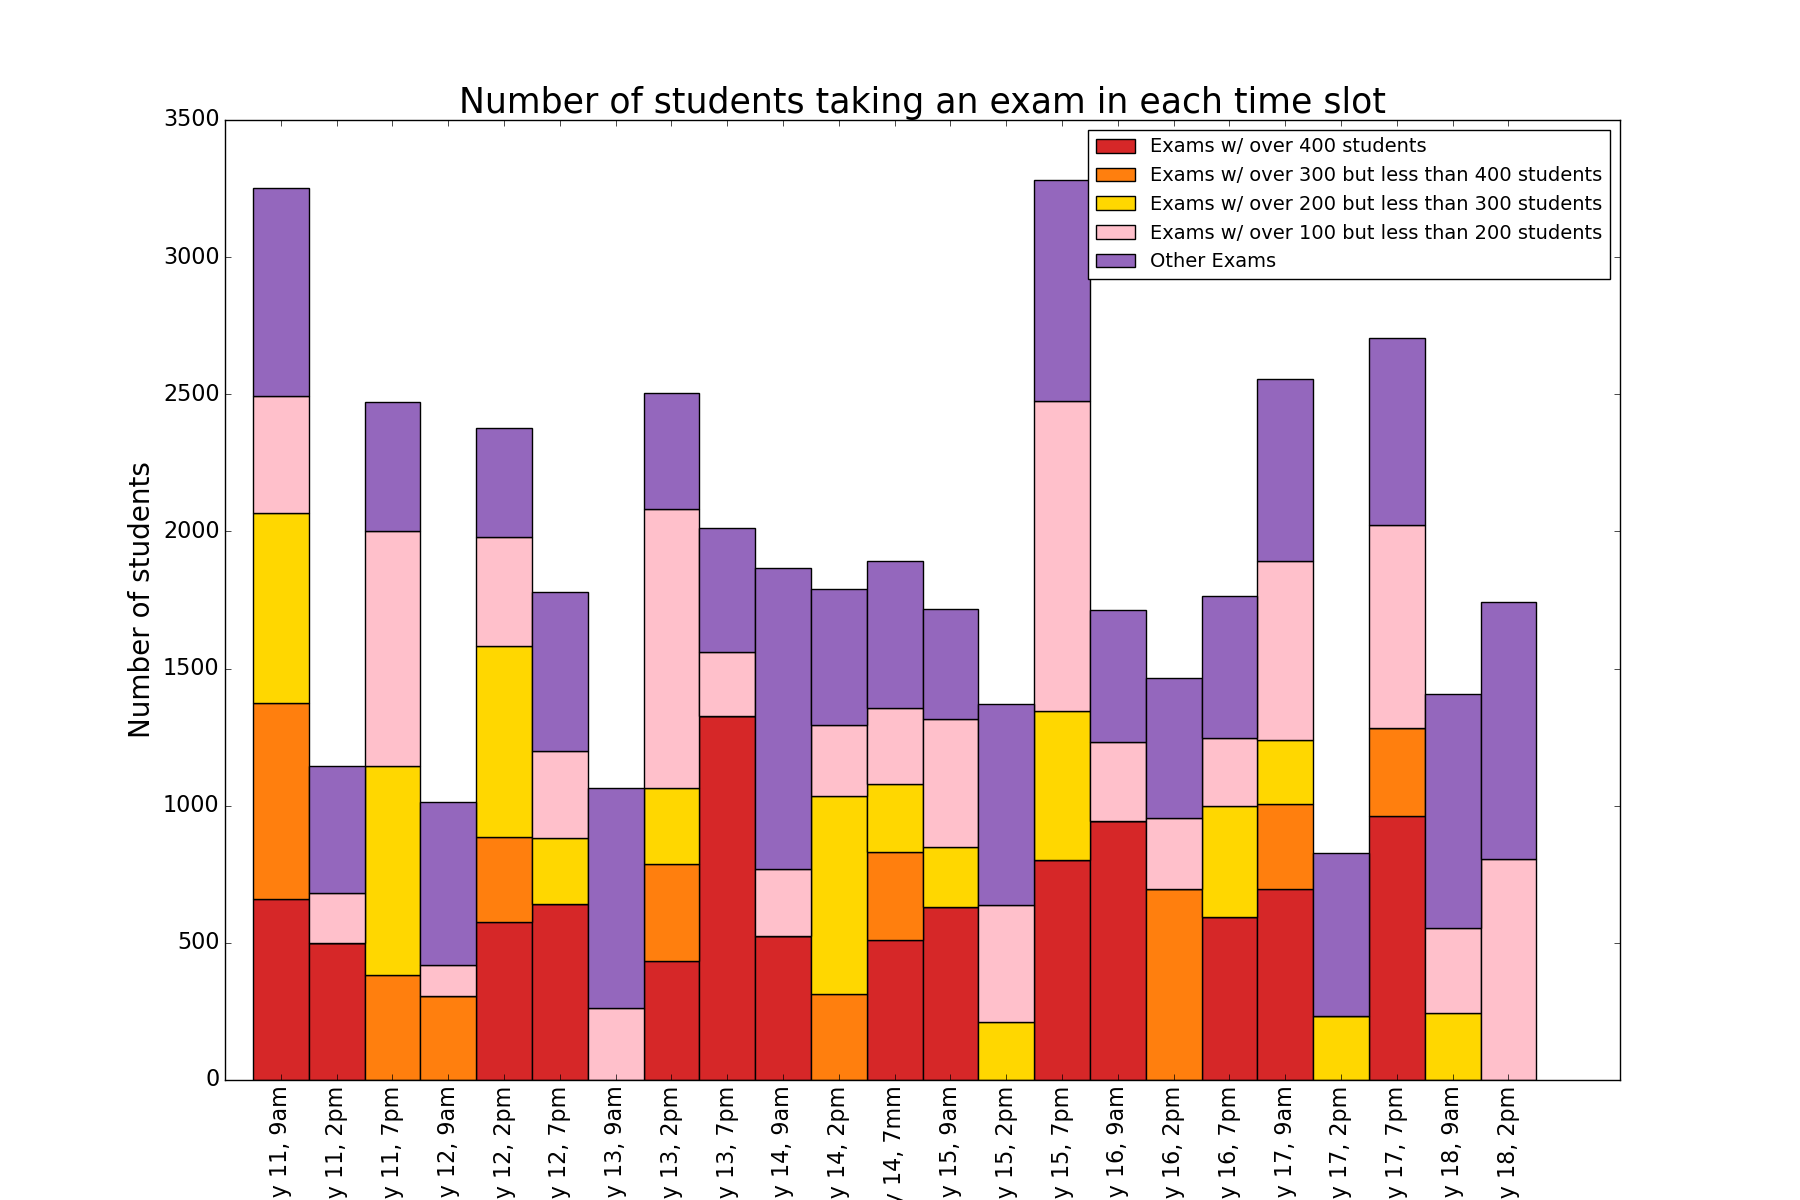 Number of students taking an exam in each time slot
Number of students
3500
3000
2500
2000
1500
1000
500
0
Exams w/ over 400 students
Exams w/ over 300 but less than 400 students
Exams w/ over 200 but less than 300 students
Exams w/ over 100 but less than 200 students
Other Exams
y 11, 9am
y 11, 2pm
y 11, 7pm
y 12, 9am
y 12, 2pm
y 12, 7pm
y 13, 9am
y 13, 2pm
y 13, 7pm
y 14, 9am
y 14, 2pm
y 14, 7mm
y 15, 9am
y 15, 2pm
y 15, 7pm
y 16, 9am
y 16, 2pm
y 16, 7pm
y 17, 9am
y 17, 2pm
y 17, 7pm
y 18, 9am
y 18, 2pm